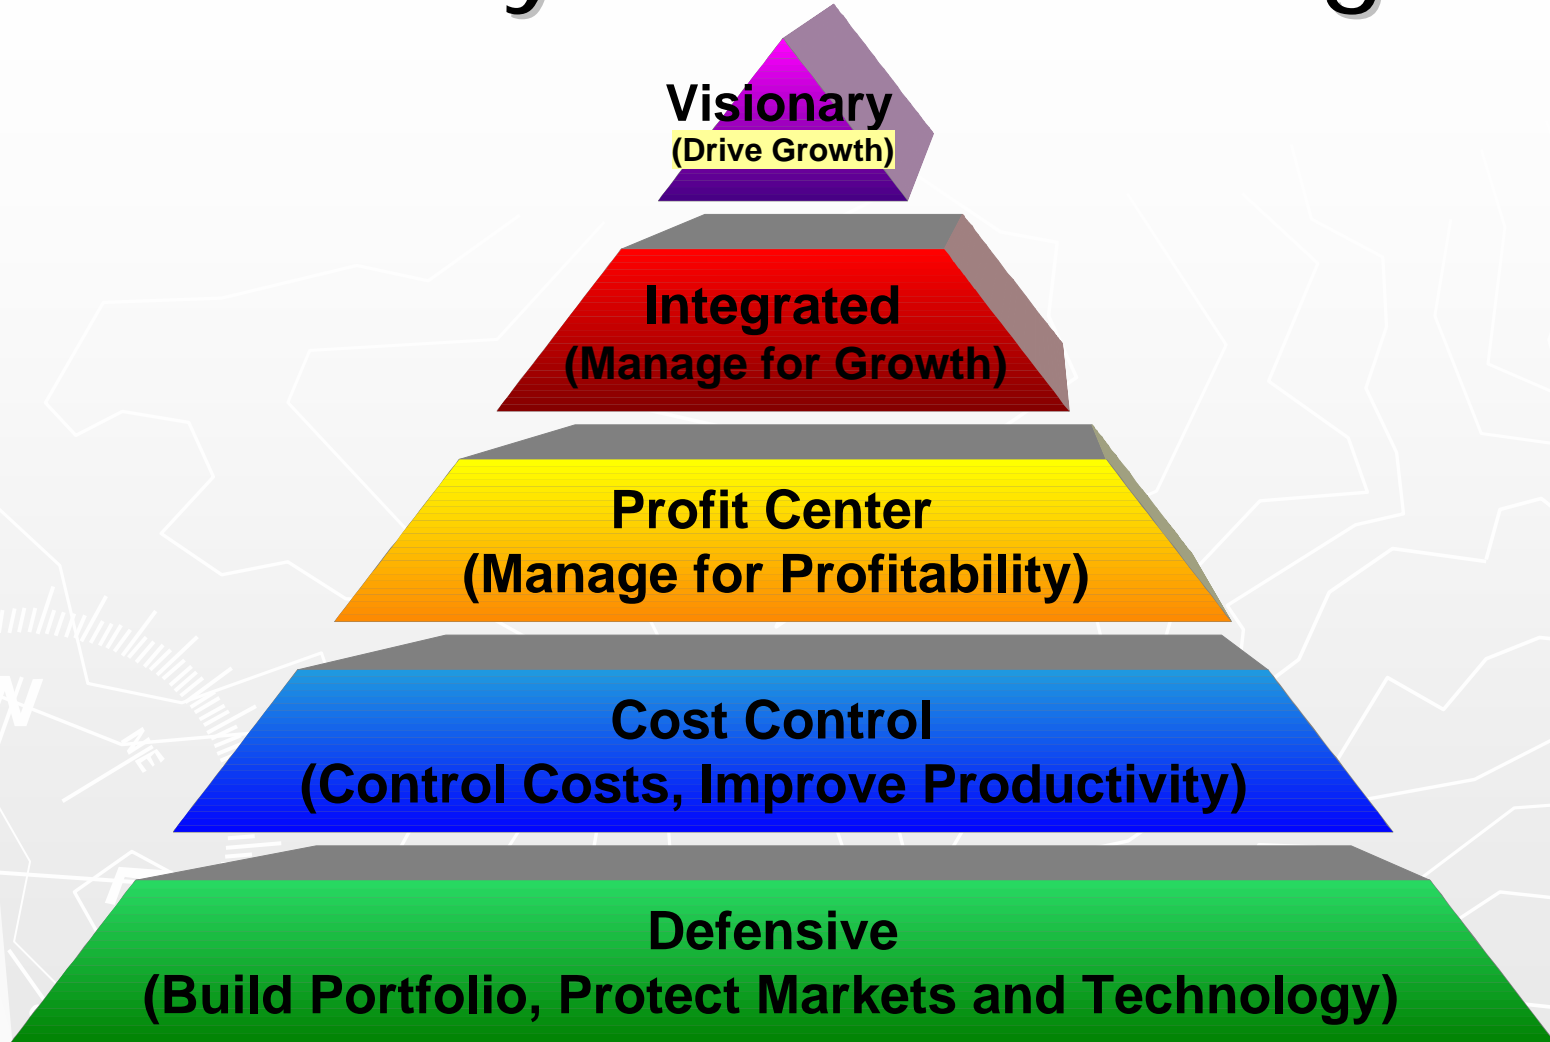 Visionary
(Drive Growth)
Integrated
(Manage for Growth)
Profit Center
(Manage for Profitability)
Cost Control
(Control Costs, Improve Productivity)
NE
Defensive
(Build Portfolio, Protect Markets and Technology)